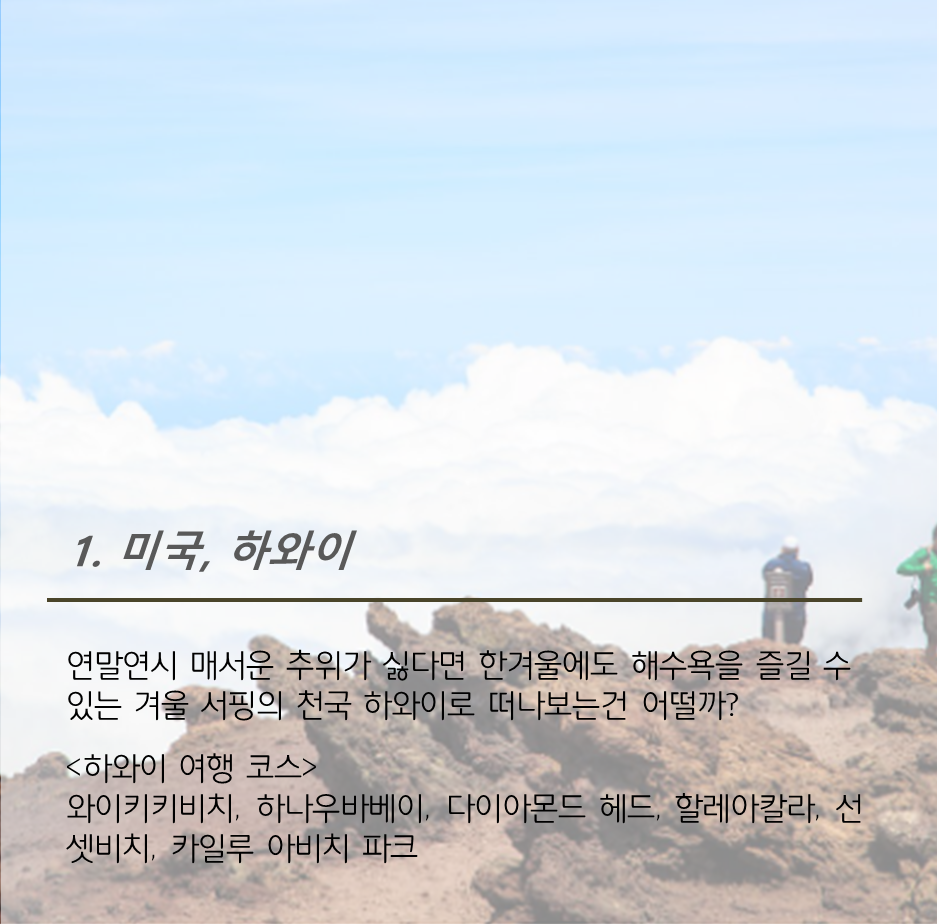 1. 미국, 하와이
연말연시 매서운 추위가 싫다면 한겨울에도 해수욕을 즐길 수
있는 겨울 서핑의 천국 하와이로 떠나보는건 어떨까?
<하와이 여행 코스>
와이키키비치, 하나우바베이, 다이아몬드 헤드, 할레아칼라, 선
셋비치, 카일루 아비치 파크